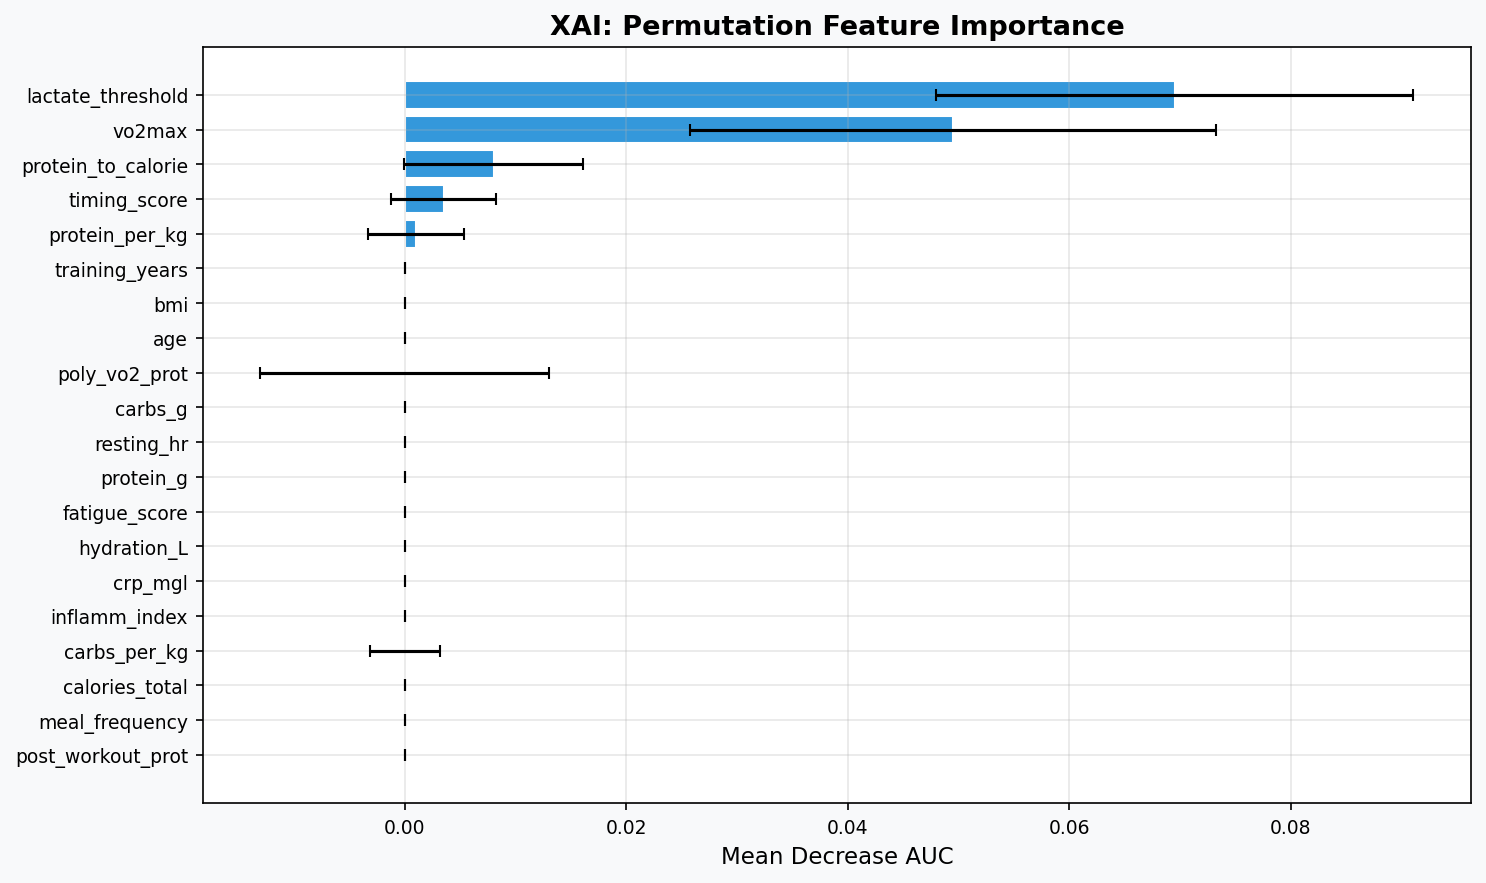 XAI: Permutation Feature Importance
lactate_threshold
vo2max
protein_to_calorie
timing_score
protein_per_kg
training_years
bmi
age
poly_vo2_prot
carbs_g
resting_hr
protein_g
fatigue_score
hydration_L
crp_mgl
inflamm_index
carbs_per_kg
calories_total
meal_frequency
post_workout_prot
0.00 0.02 0.04 0.06 0.08
Mean Decrease AUC